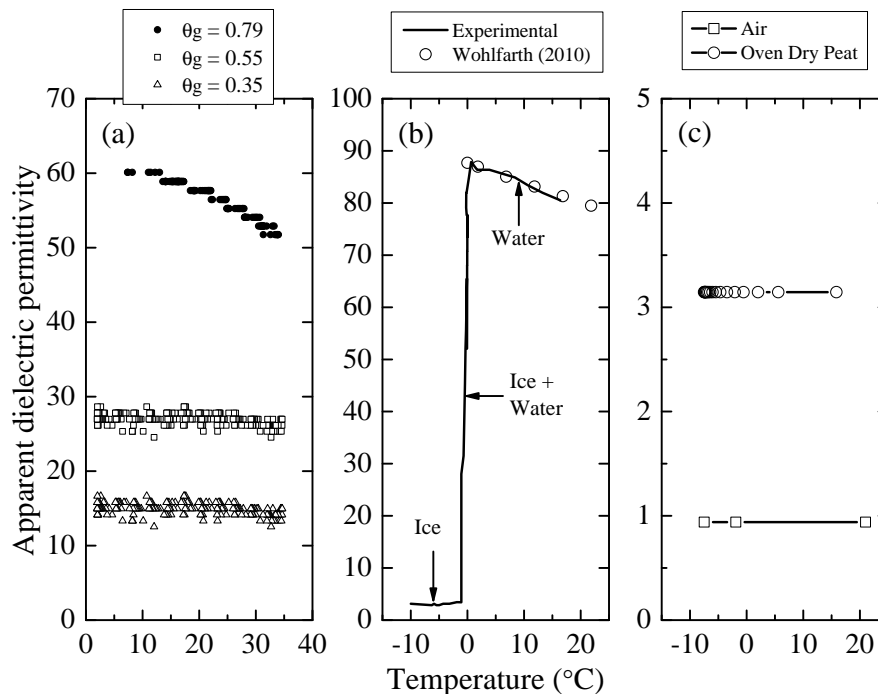 θg = 0.79
θg = 0.55
θg = 0.35
Experimental
Wohlfarth (2010)
Air
Oven Dry Peat
Apparent dielectric permittivity
(a)
70
60
50
40
30
20
10
0
0 10 20 30 40
(b)
100
90
80
70
60
50
40
30
20
10
0
Water
Ice +
Water
Ice
-10 0 10 20
(c)
5
4
3
2
1
0
-10 0 10 20
Temperature (°C)